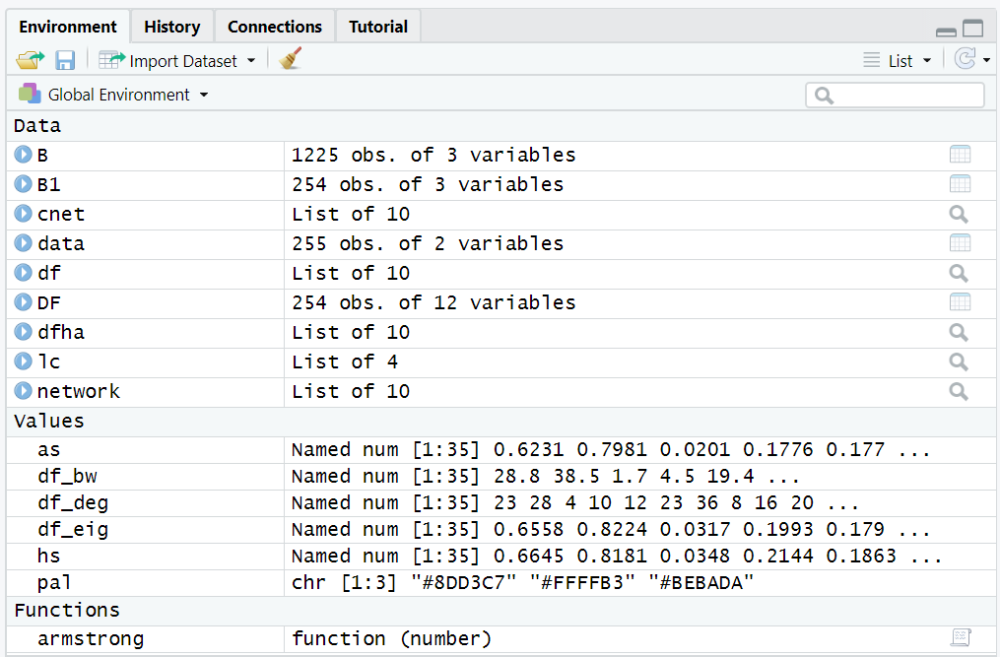 Environment History Connections Tutorial
Import Dataset List
Global Environment
Data
B 1225 obs. of 3 variables
B1 254 obs. of 3 variables
cnet List of 10
data 255 obs. of 2 variables
df List of 10
DF 254 obs. of 12 variables
dfha List of 10
lc List of 4
network List of 10
Values
as Named num [1:35] 0.6231 0.7981 0.0201 0.1776 0.177 ...
df_bw Named num [1:35] 28.8 38.5 1.7 4.5 19.4 ...
df_deg Named num [1:35] 23 28 4 10 12 23 36 8 16 20 ...
df_eig Named num [1:35] 0.6558 0.8224 0.0317 0.1993 0.179 ...
hs Named num [1:35] 0.6645 0.8181 0.0348 0.2144 0.1863 ...
pal chr [1:3] "#8DD3C7" "#FFFFB3" "#BEBADA"
Functions
armstrong function (number)